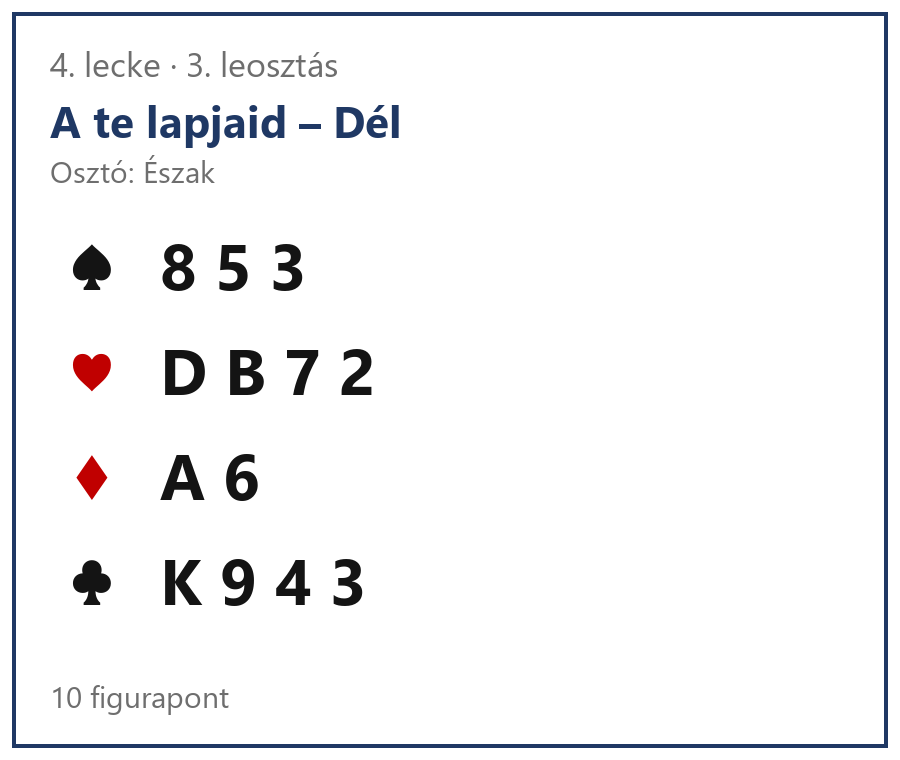 4. lecke · 3. leosztás
A te lapjaid – Dél
Osztó: Észak
♠ 8 5 3
♥ D B 7 2
♦ A 6
♣ K 9 4 3
10 figurapont